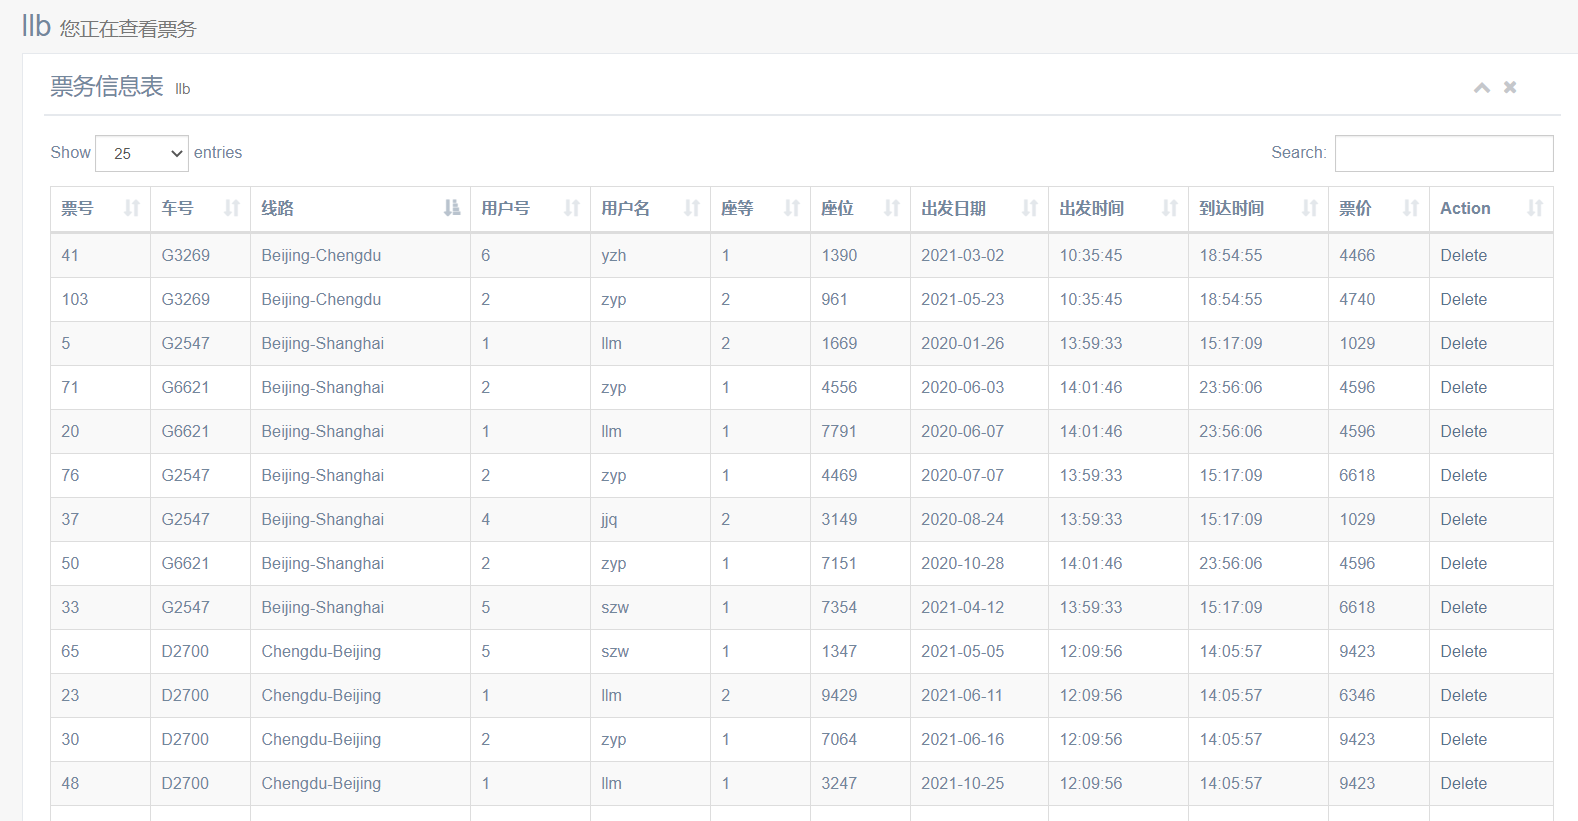 llb 您正在查看票务
票务信息表 llb
Show 25 entries Search:
票号 车号 线路 用户号 用户名 座等 座位 出发日期 出发时间 到达时间 票价 Action
41 G3269 Beijing-Chengdu 6 yzh 1 1390 2021-03-02 10:35:45 18:54:55 4466 Delete
103 G3269 Beijing-Chengdu 2 zyp 2 961 2021-05-23 10:35:45 18:54:55 4740 Delete
5 G2547 Beijing-Shanghai 1 llm 2 1669 2020-01-26 13:59:33 15:17:09 1029 Delete
71 G6621 Beijing-Shanghai 2 zyp 1 4556 2020-06-03 14:01:46 23:56:06 4596 Delete
20 G6621 Beijing-Shanghai 1 llm 1 7791 2020-06-07 14:01:46 23:56:06 4596 Delete
76 G2547 Beijing-Shanghai 2 zyp 1 4469 2020-07-07 13:59:33 15:17:09 6618 Delete
37 G2547 Beijing-Shanghai 4 jjq 2 3149 2020-08-24 13:59:33 15:17:09 1029 Delete
50 G6621 Beijing-Shanghai 2 zyp 1 7151 2020-10-28 14:01:46 23:56:06 4596 Delete
33 G2547 Beijing-Shanghai 5 szw 1 7354 2021-04-12 13:59:33 15:17:09 6618 Delete
65 D2700 Chengdu-Beijing 5 szw 1 1347 2021-05-05 12:09:56 14:05:57 9423 Delete
23 D2700 Chengdu-Beijing 1 llm 2 9429 2021-06-11 12:09:56 14:05:57 6346 Delete
30 D2700 Chengdu-Beijing 2 zyp 1 7064 2021-06-16 12:09:56 14:05:57 9423 Delete
48 D2700 Chengdu-Beijing 1 llm 1 3247 2021-10-25 12:09:56 14:05:57 9423 Delete